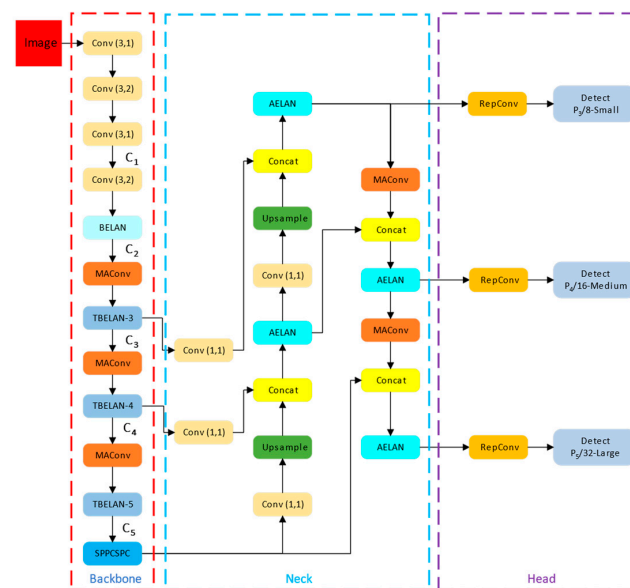 Image
Conv (3,1)
Conv (3,2)
Conv (3,1)
C1
Conv (3,2)
BELAN
C2
MAConv
TBELAN-3
C3
MAConv
TBELAN-4
C4
MAConv
TBELAN-5
C5
SPPCSPC
Backbone
AELAN
Concat
Upsample
Conv (1,1)
AELAN
Conv (1,1)
Concat
Conv (1,1)
Upsample
Conv (1,1)
MAConv
Concat
AELAN
MAConv
Concat
AELAN
Neck
RepConv
Detect
P3/8-Small
RepConv
Detect
P4/16-Medium
RepConv
Detect
P5/32-Large
Head